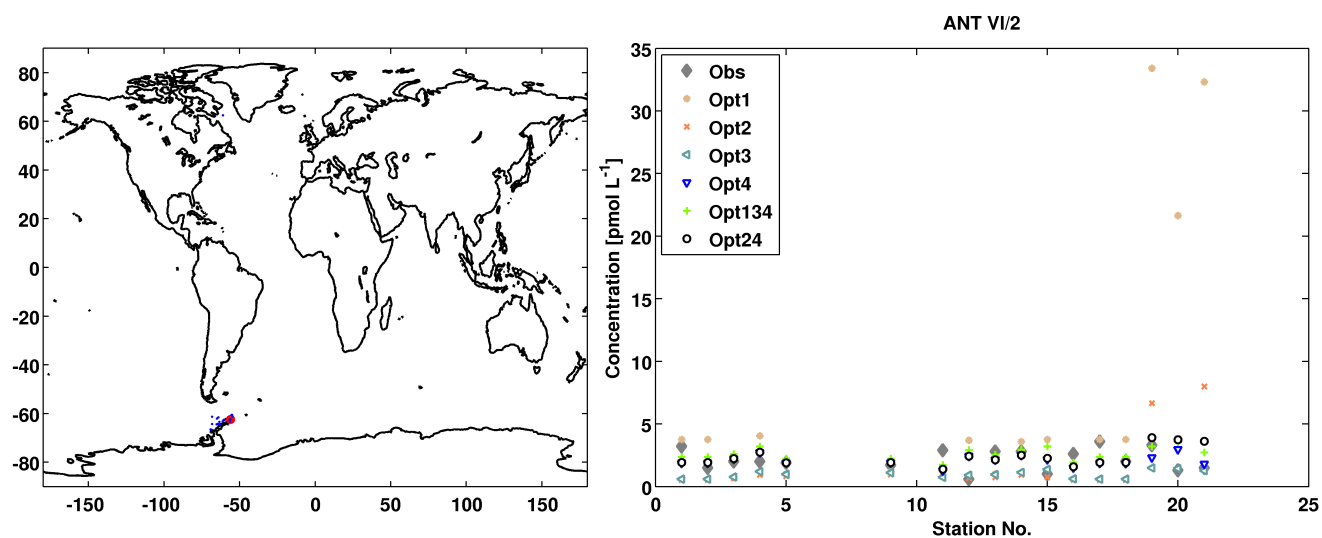 ANT VI/2
80
60
40
20
0
-20
-40
-60
-80
-150 -100 -50 0 50 100 150
Concentration [pmol L-1]
35
30
25
20
15
10
5
0
Obs
Opt1
Opt2
Opt3
Opt4
Opt134
Opt24
0 5 10 15 20 25
Station No.